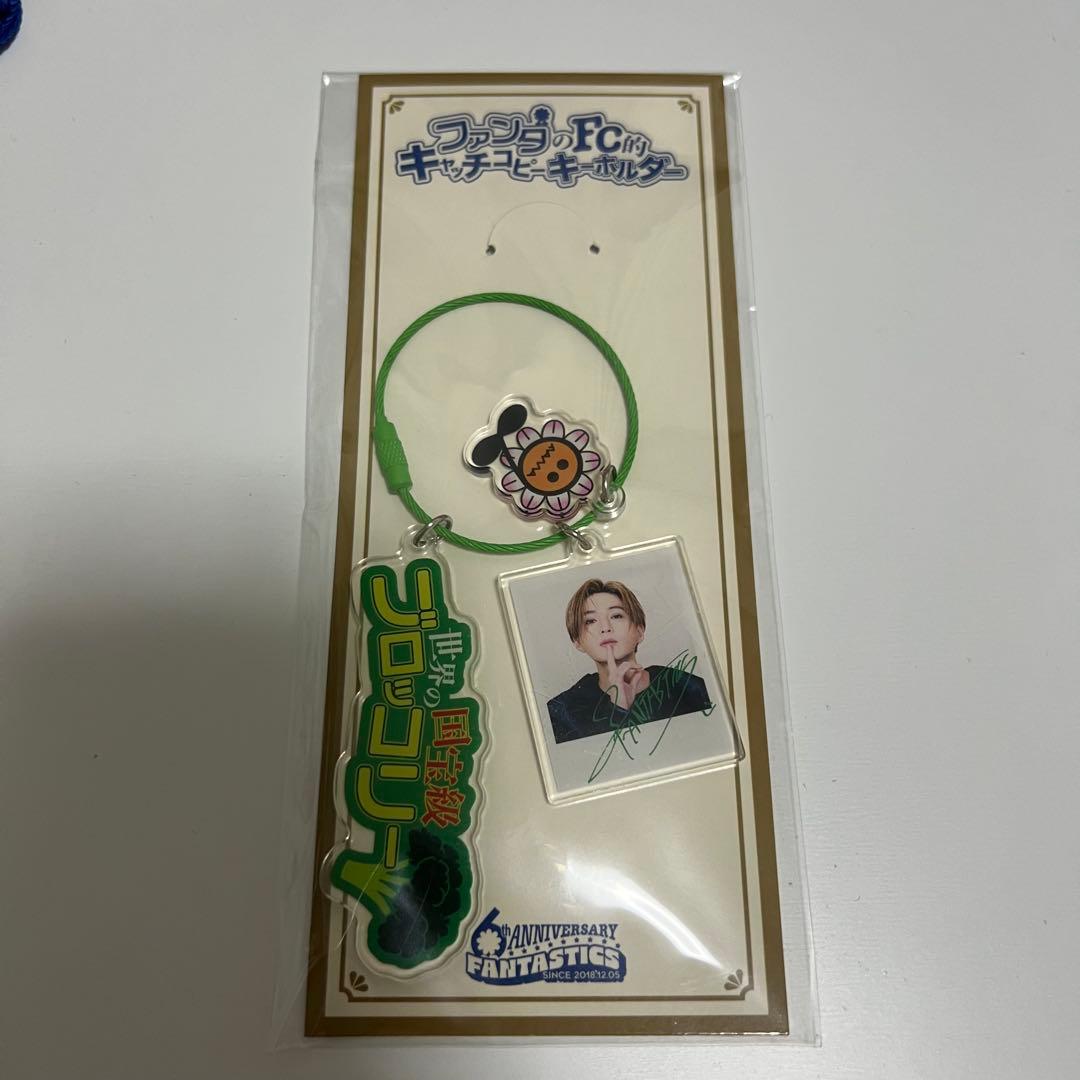 ファンタのFC的
キャッチコピーキーホルダー
世界の
国宝級
ブロッコリー
FANTASTICS
6th ANNIVERSARY
FANTASTICS
SINCE 2018.12.05